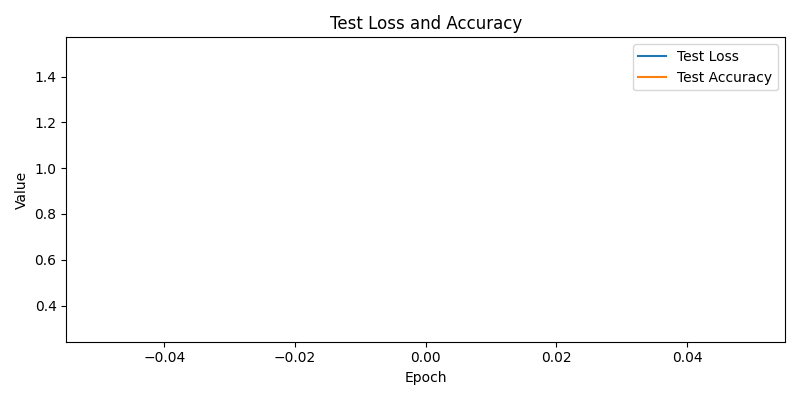 Test Loss and Accuracy
Test Loss
Test Accuracy
1.4
1.2
1.0
0.8
0.6
0.4
Value
−0.04
−0.02
0.00
0.02
0.04
Epoch